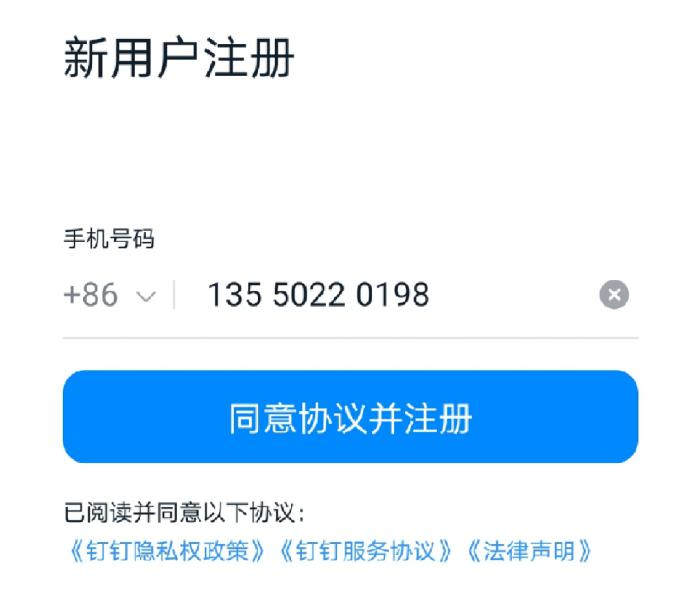 新用户注册
手机号码
+86 135 5022 0198
同意协议并注册
已阅读并同意以下协议：
《钉钉隐私权政策》《钉钉服务协议》《法律声明》